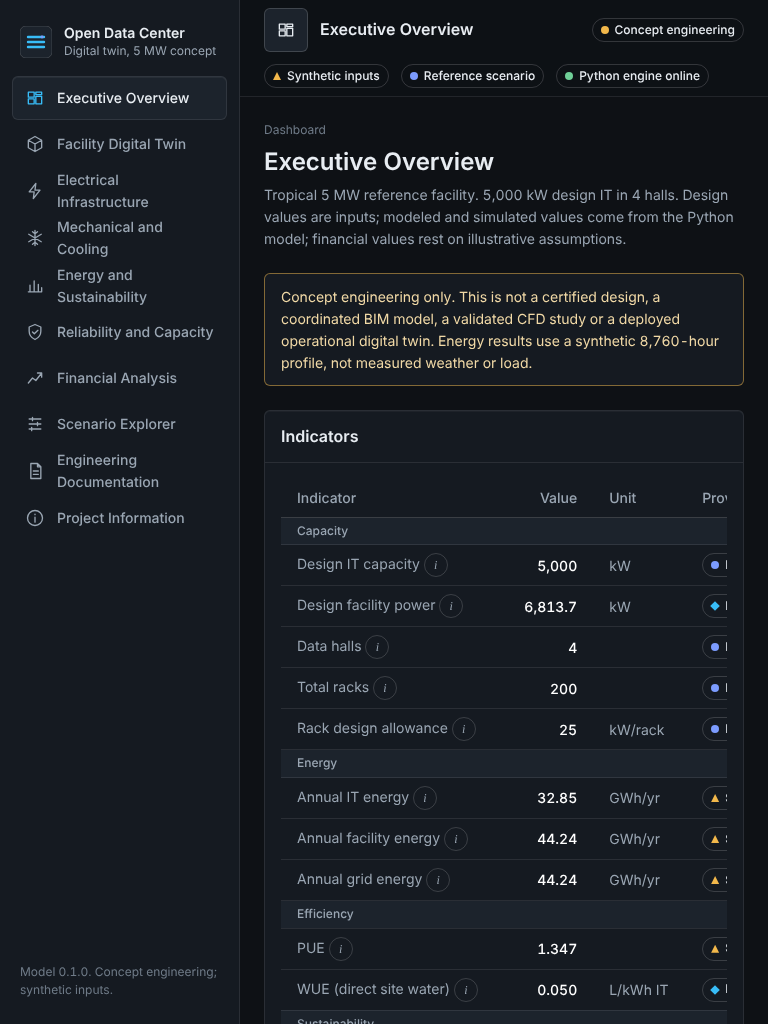 Open Data Center
Digital twin, 5 MW concept
Executive Overview
Facility Digital Twin
Electrical
Infrastructure
Mechanical and
Cooling
Energy and
Sustainability
Reliability and Capacity
Financial Analysis
Scenario Explorer
Engineering
Documentation
Project Information
Model 0.1.0. Concept engineering;
synthetic inputs.
Executive Overview
Concept engineering
Synthetic inputs
Reference scenario
Python engine online
Dashboard
Executive Overview
Tropical 5 MW reference facility. 5,000 kW design IT in 4 halls. Design
values are inputs; modeled and simulated values come from the Python
model; financial values rest on illustrative assumptions.
Concept engineering only. This is not a certified design, a
coordinated BIM model, a validated CFD study or a deployed
operational digital twin. Energy results use a synthetic 8,760-hour
profile, not measured weather or load.
Indicators
Indicator Value Unit
Capacity
Design IT capacity i 5,000 kW
Design facility power i 6,813.7 kW
Data halls i 4
Total racks i 200
Rack design allowance i 25 kW/rack
Energy
Annual IT energy i 32.85 GWh/yr
Annual facility energy i 44.24 GWh/yr
Annual grid energy i 44.24 GWh/yr
Efficiency
PUE i 1.347
WUE (direct site water) i 0.050 L/kWh IT
Sustainability